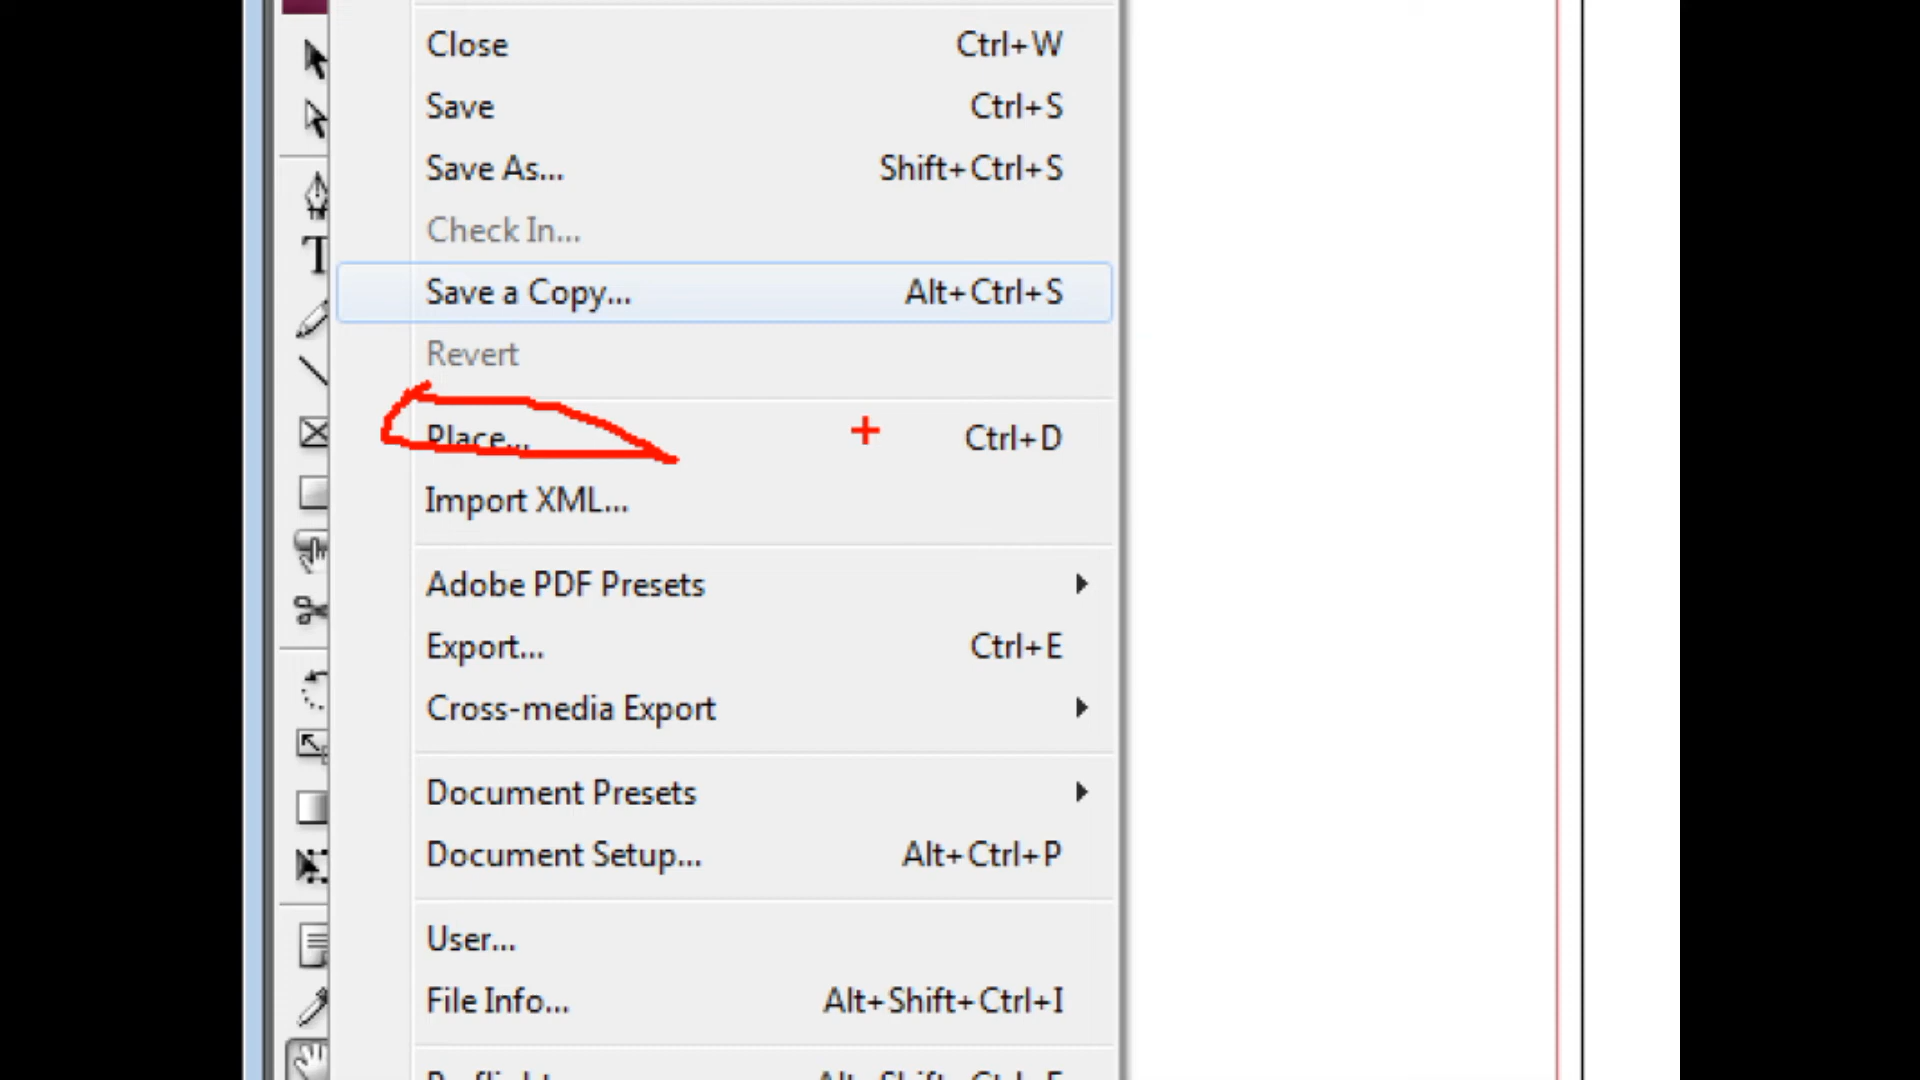 Close Ctrl+W
Save Ctrl+S
Save As... Shift+Ctrl+S
Check In...
Save a Copy... Alt+Ctrl+S
Revert
Place... Ctrl+D
Import XML...
Adobe PDF Presets
Export... Ctrl+E
Cross-media Export
Document Presets
Document Setup... Alt+Ctrl+P
User...
File Info... Alt+Shift+Ctrl+I